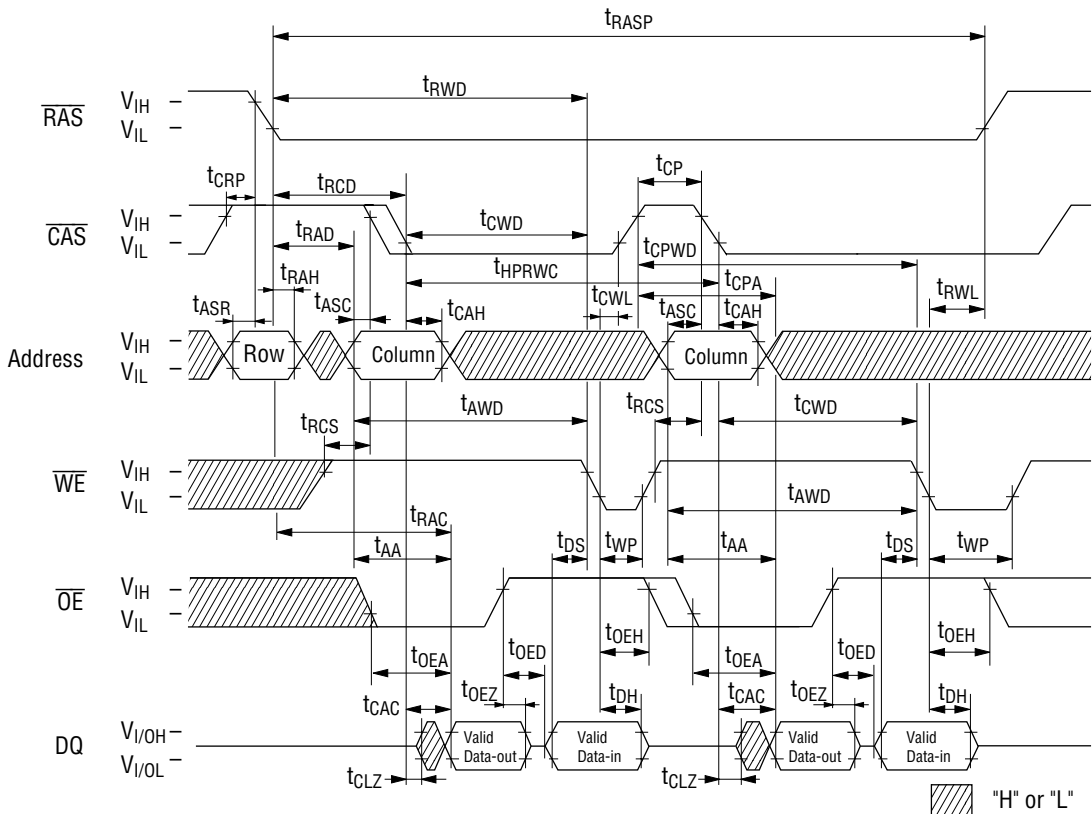 tRASP
tRWD
RAS
VIH
VIL
tCRP
tRCD
tCP
CAS
VIH
VIL
tRAD
tCWD
tCPWD
tRAH
tHPRWC
tCPA
tASR
tASC
tCAH
tCWL
tASC
tCAH
tRWL
Address
VIH
VIL
Row
Column
Column
tRCS
tAWD
tRCS
tCWD
WE
VIH
VIL
tRAC
tAWD
tAA
tDS
tWP
tAA
tDS
tWP
OE
VIH
VIL
tOEA
tOED
tOEH
tOEA
tOED
tOEH
tCAC
tOEZ
tDH
tCAC
tOEZ
tDH
DQ
VI/OH
VI/OL
Valid
Data-out
Valid
Data-in
Valid
Data-out
Valid
Data-in
tCLZ
tCLZ
"H" or "L"